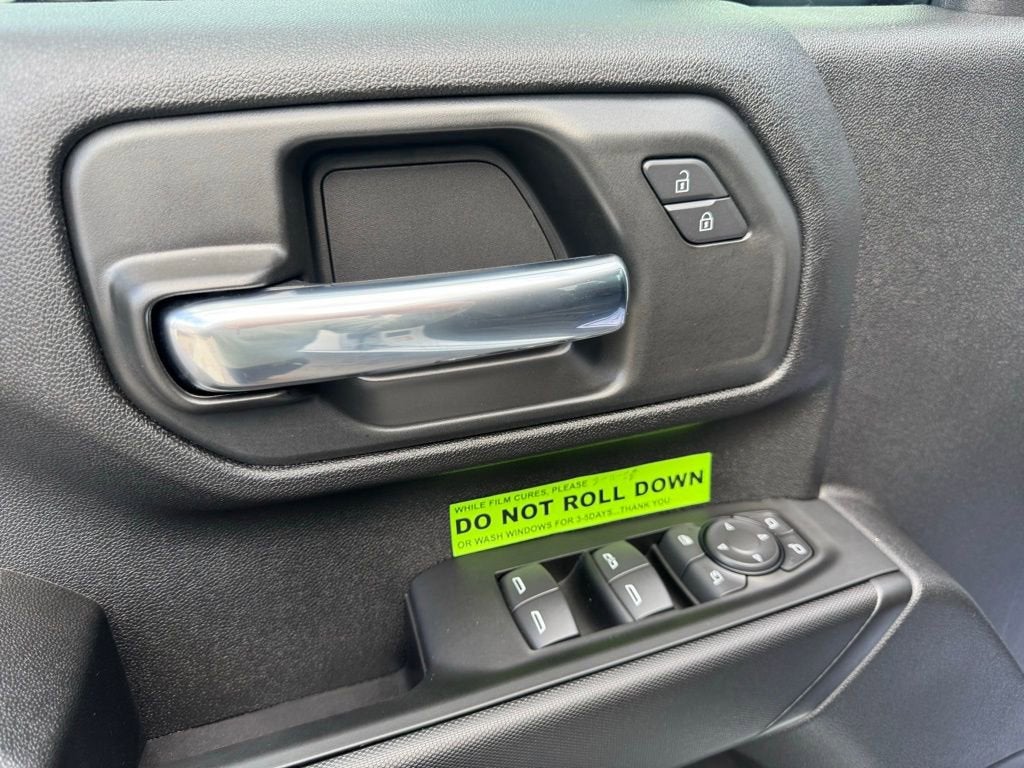 WHILE FILM CURES, PLEASE
DO NOT ROLL DOWN
OR WASH WINDOWS FOR 3-5DAYS...THANK YOU